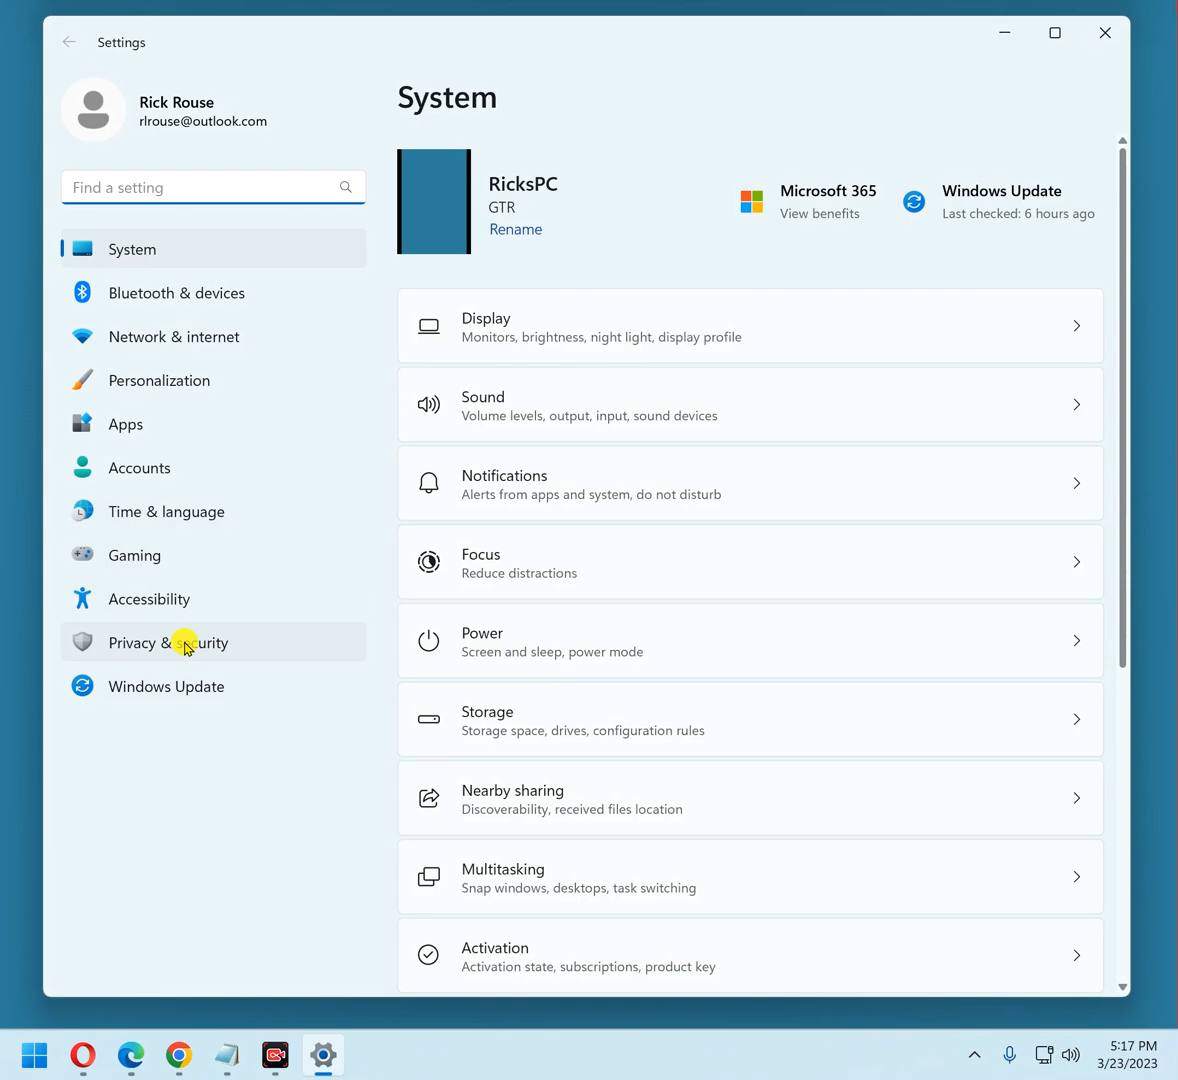 Settings
Rick Rouse
rlrouse@outlook.com
Find a setting
System
Bluetooth & devices
Network & internet
Personalization
Apps
Accounts
Time & language
Gaming
Accessibility
Privacy & security
Windows Update
System
RicksPC
GTR
Rename
Microsoft 365
View benefits
Windows Update
Last checked: 6 hours ago
Display
Monitors, brightness, night light, display profile
Sound
Volume levels, output, input, sound devices
Notifications
Alerts from apps and system, do not disturb
Focus
Reduce distractions
Power
Screen and sleep, power mode
Storage
Storage space, drives, configuration rules
Nearby sharing
Discoverability, received files location
Multitasking
Snap windows, desktops, task switching
Activation
Activation state, subscriptions, product key
5:17 PM
3/23/2023